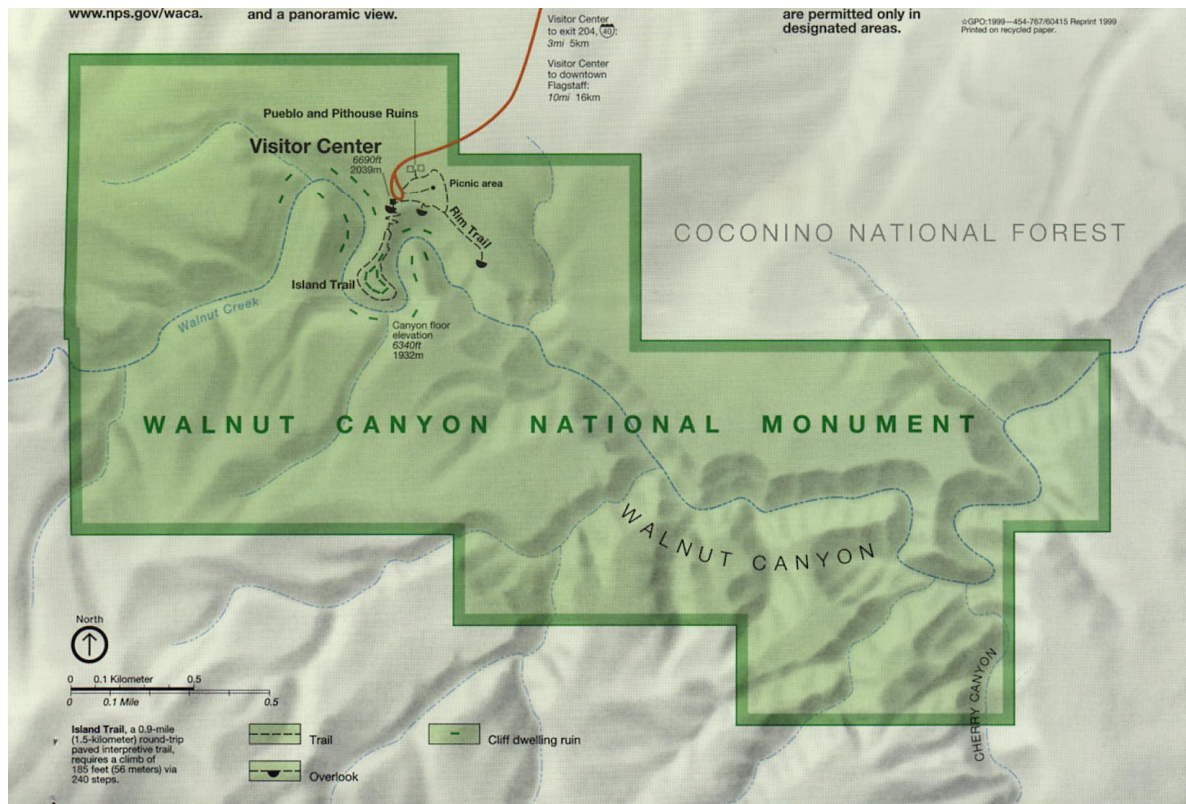 www.nps.gov/waca.
and a panoramic view.
Visitor Center
to exit 204, 40:
3mi 5km
Visitor Center
to downtown
Flagstaff:
10mi 16km
are permitted only in
designated areas.
☆GPO:1999—454-767/60415 Reprint 1999
Printed on recycled paper.
Pueblo and Pithouse Ruins
Visitor Center
6690ft
2039m
Picnic area
Rim Trail
COCONINO NATIONAL FOREST
Island Trail
Walnut Creek
Canyon floor
elevation
6340ft
1932m
WALNUT CANYON NATIONAL MONUMENT
WALNUT CANYON
CHERRY CANYON
North
0 0.1 Kilometer 0.5
0 0.1 Mile 0.5
Island Trail, a 0.9-mile
(1.5-kilometer) round-trip
paved interpretive trail,
requires a climb of
185 feet (56 meters) via
240 steps.
Trail
Overlook
Cliff dwelling ruin